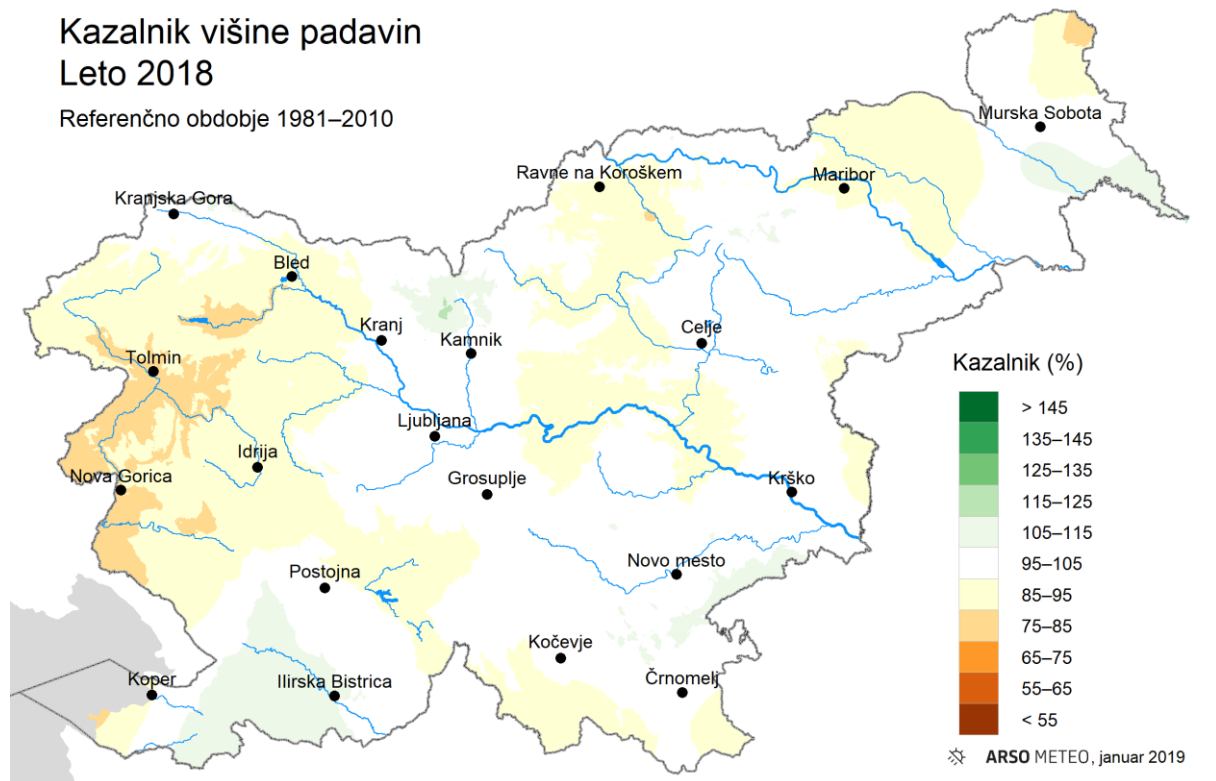 Kazalnik višine padavin
Leto 2018
Referenčno obdobje 1981–2010
Murska Sobota
Ravne na Koroškem
Maribor
Kranjska Gora
Bled
Kranj
Kamnik
Celje
Tolmin
Ljubljana
Idrija
Nova Gorica
Grosuplje
Krško
Novo mesto
Postojna
Kočevje
Koper
Ilirska Bistrica
Črnomelj
Kazalnik (%)
> 145
135–145
125–135
115–125
105–115
95–105
85–95
75–85
65–75
55–65
< 55
ARSO METEO, januar 2019